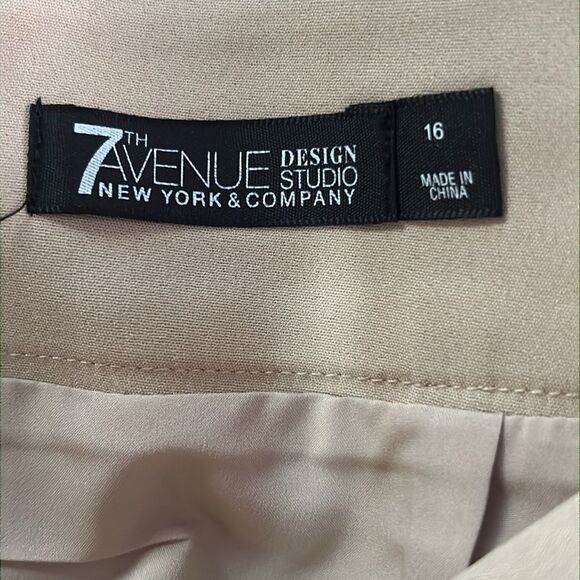 7TH AVENUE DESIGN STUDIO
NEW YORK & COMPANY
16
MADE IN
CHINA